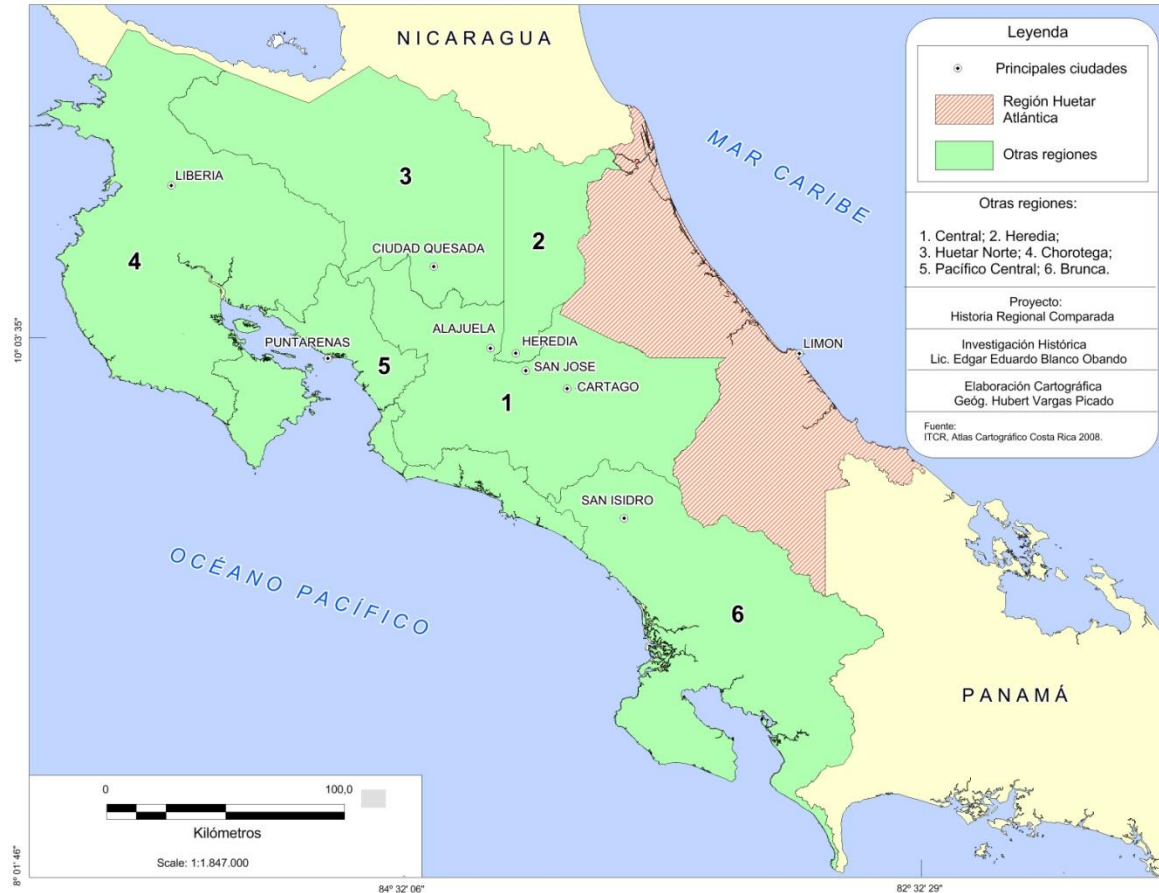 NICARAGUA
MAR CARIBE
LIBERIA
3
2
4
CIUDAD QUESADA
ALAJUELA
HEREDIA
PUNTARENAS
5
SAN JOSE
LIMON
1
CARTAGO
SAN ISIDRO
OCÉANO PACÍFICO
6
PANAMÁ
Leyenda
Principales ciudades
Región Huetar
Atlántica
Otras regiones
Otras regiones:
1. Central; 2. Heredia;
3. Huetar Norte; 4. Chorotega;
5. Pacífico Central; 6. Brunca.
Proyecto:
Historia Regional Comparada
Investigación Histórica
Lic. Edgar Eduardo Blanco Obando
Elaboración Cartográfica
Geóg. Hubert Vargas Picado
Fuente:
ITCR, Atlas Cartográfico Costa Rica 2008.
0 100,0
Kilómetros
Scale: 1:1.847.000
10° 03' 35"
8° 01' 46"
84° 32' 06"
82° 32' 29"